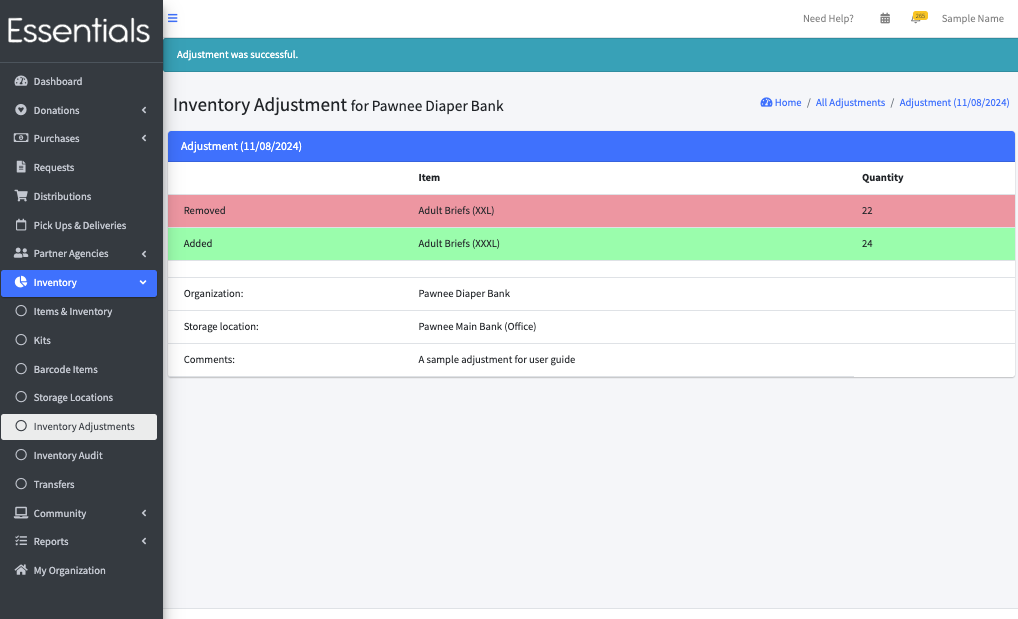 Essentials
Need Help?
265
Sample Name
Adjustment was successful.
Inventory Adjustment for Pawnee Diaper Bank
Home / All Adjustments / Adjustment (11/08/2024)
Adjustment (11/08/2024)
Item Quantity
Removed Adult Briefs (XXL) 22
Added Adult Briefs (XXXL) 24
Organization: Pawnee Diaper Bank
Storage location: Pawnee Main Bank (Office)
Comments: A sample adjustment for user guide
Dashboard
Donations
Purchases
Requests
Distributions
Pick Ups & Deliveries
Partner Agencies
Inventory
Items & Inventory
Kits
Barcode Items
Storage Locations
Inventory Adjustments
Inventory Audit
Transfers
Community
Reports
My Organization